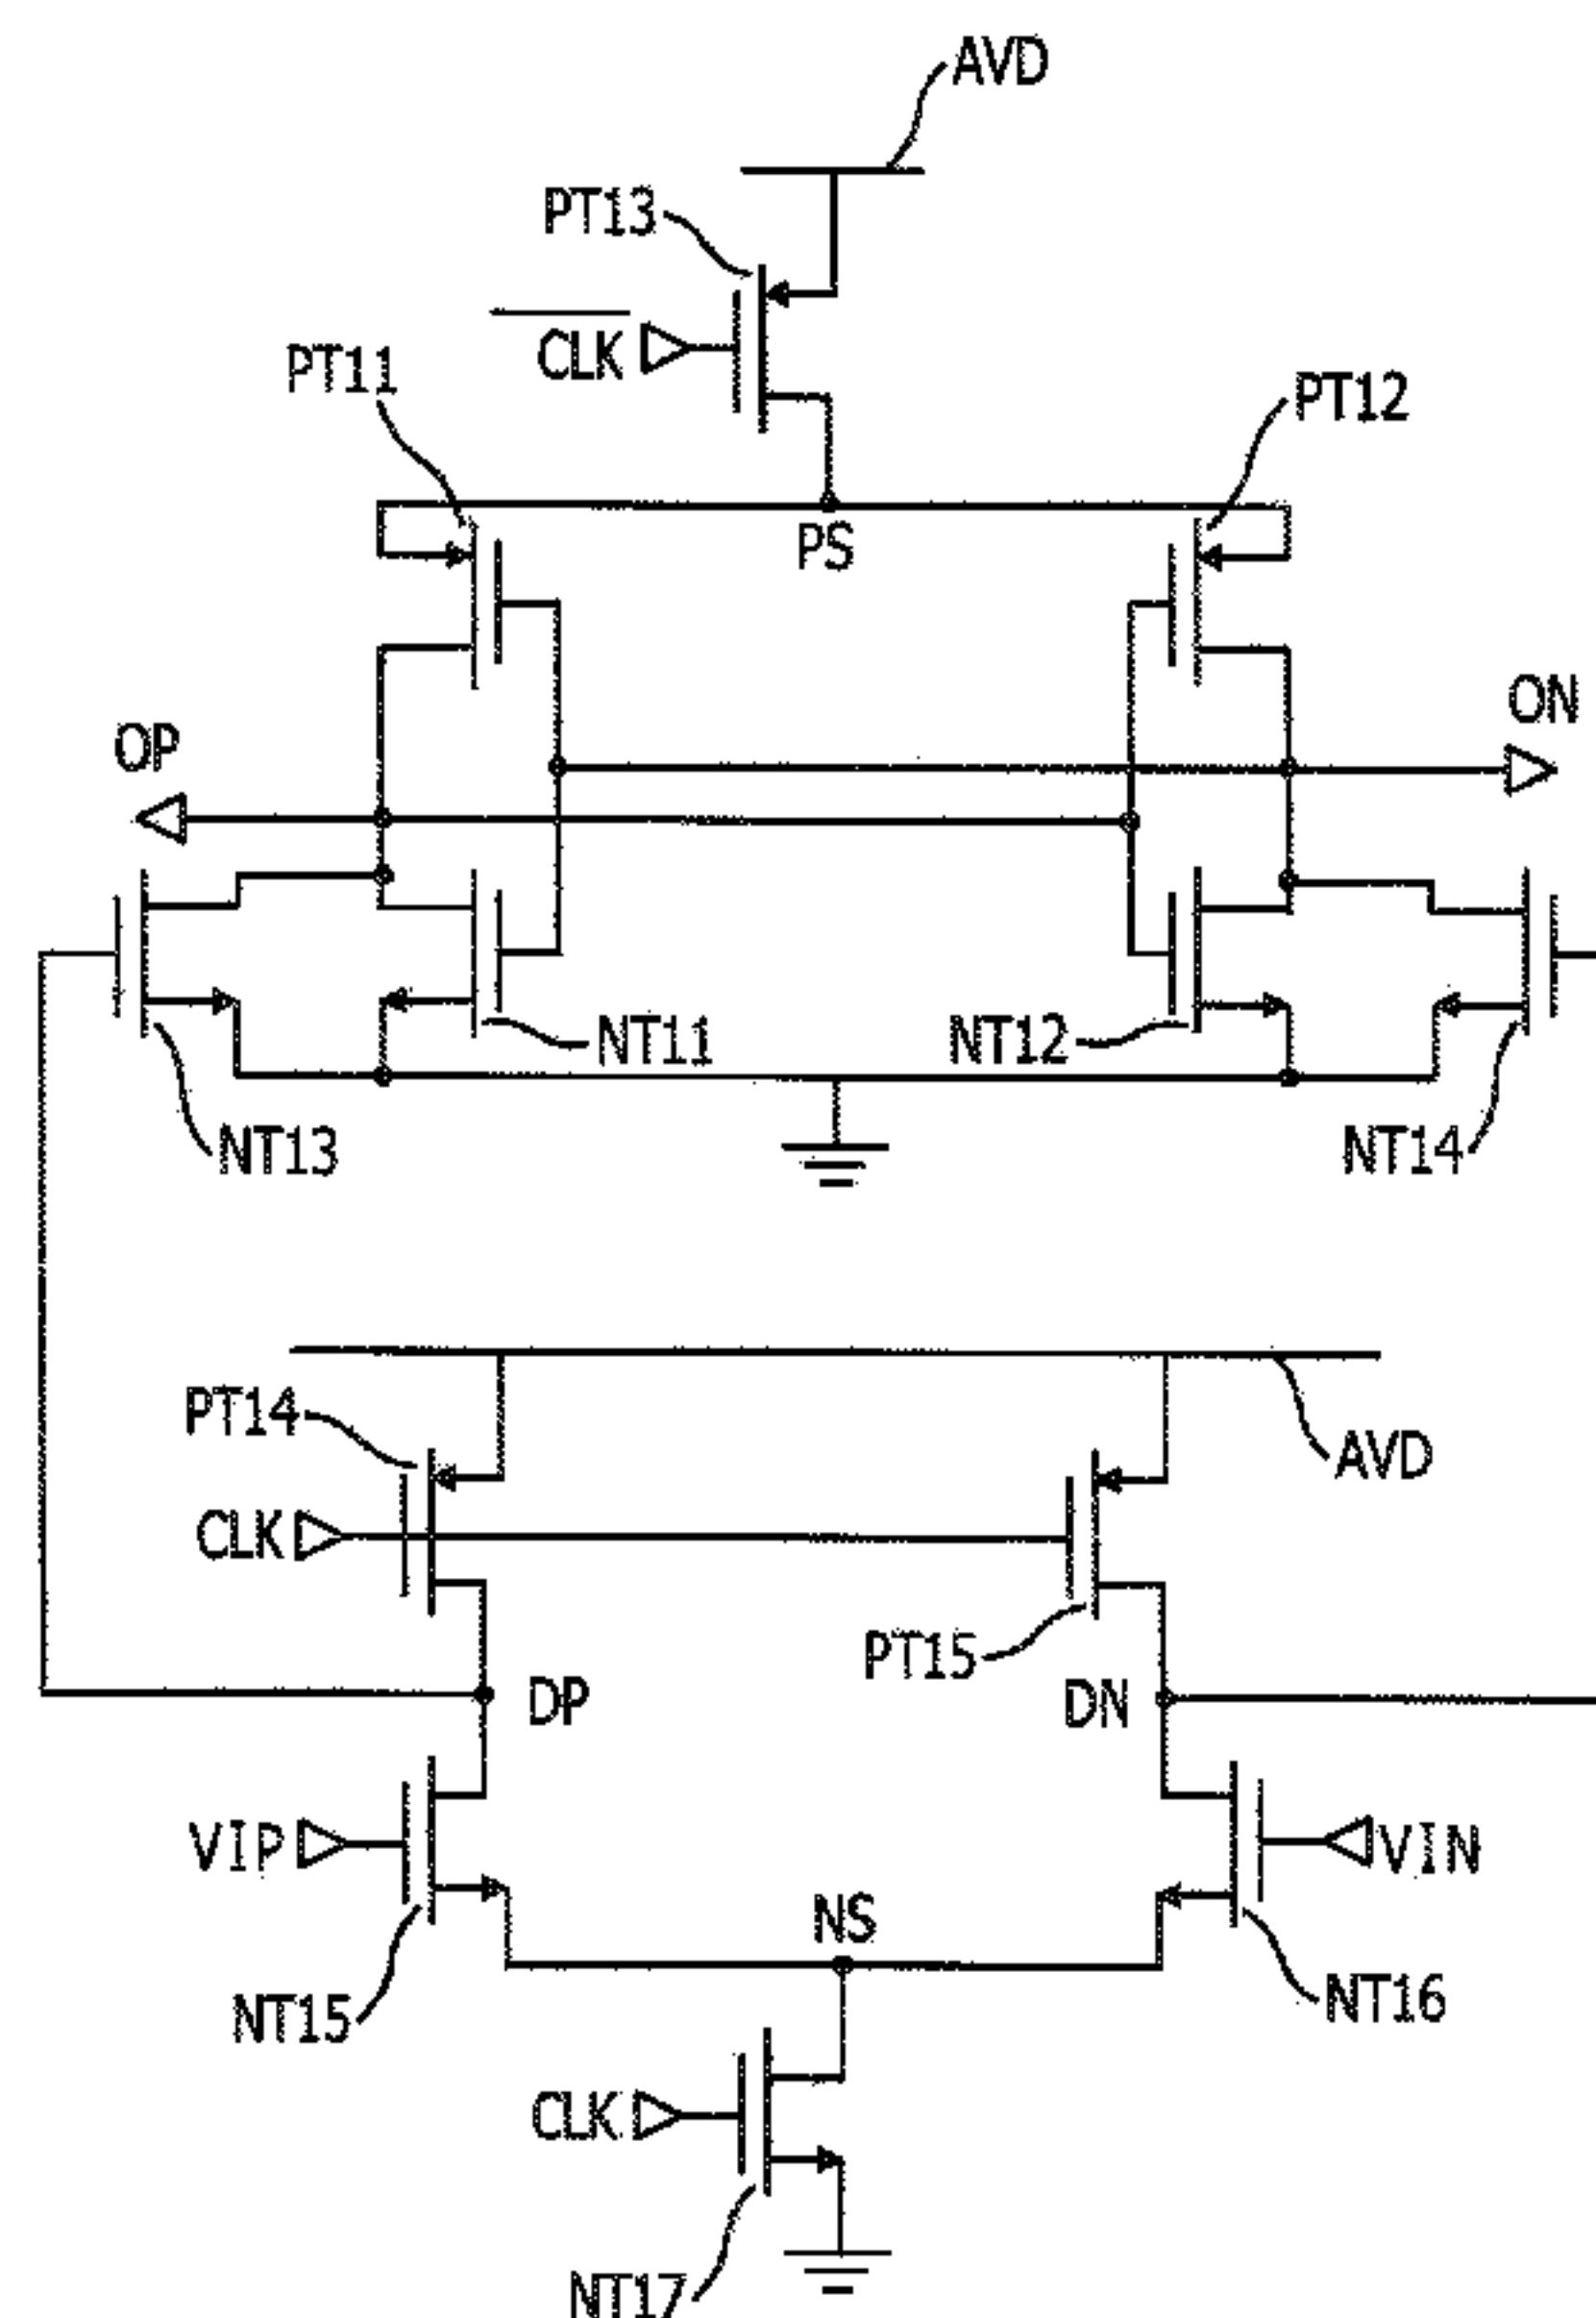 AVD
PT13
CLK
PT11
PT12
PS
OP
ON
NT11
NT12
NT13
NT14
PT14
AVD
CLK
PT15
DP
DN
VIP
VIN
NS
NT15
NT16
CLK
NT17